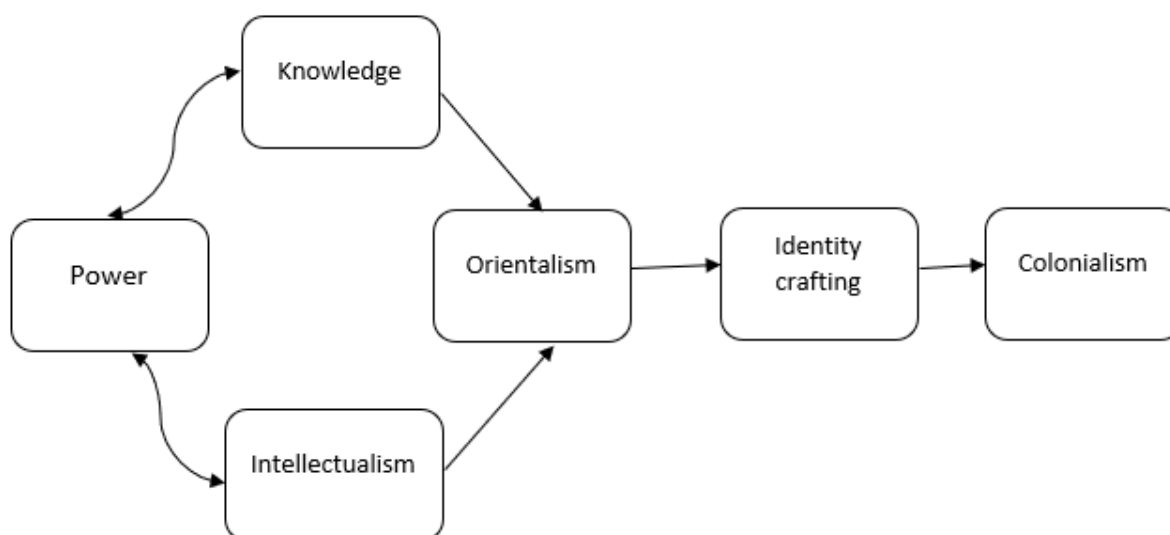 Knowledge
Power
Orientalism
Identity
crafting
Colonialism
Intellectualism